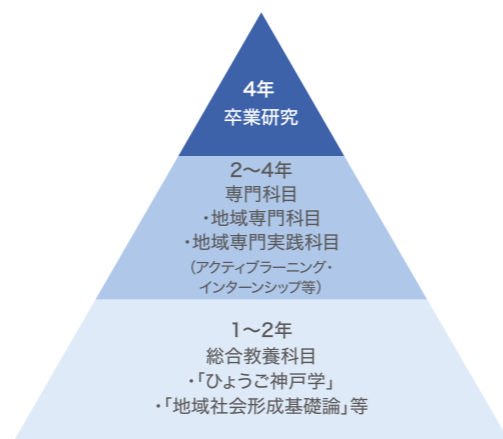 4年
卒業研究
2〜4年
専門科目
・地域専門科目
・地域専門実践科目
（アクティブラーニング・
インターンシップ等）
1〜2年
総合教養科目
・「ひょうご神戸学」
・「地域社会形成基礎論」等